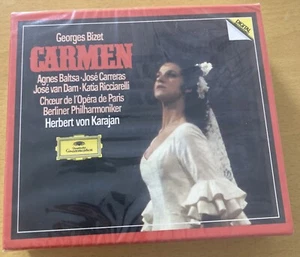 Georges Bizet
CARMEN
Agnes Baltsa · José Carreras
José van Dam · Katia Ricciarelli
Chœur de l'Opéra de Paris
Berliner Philharmoniker
Herbert von Karajan
Deutsche
Grammophon
DIGITAL